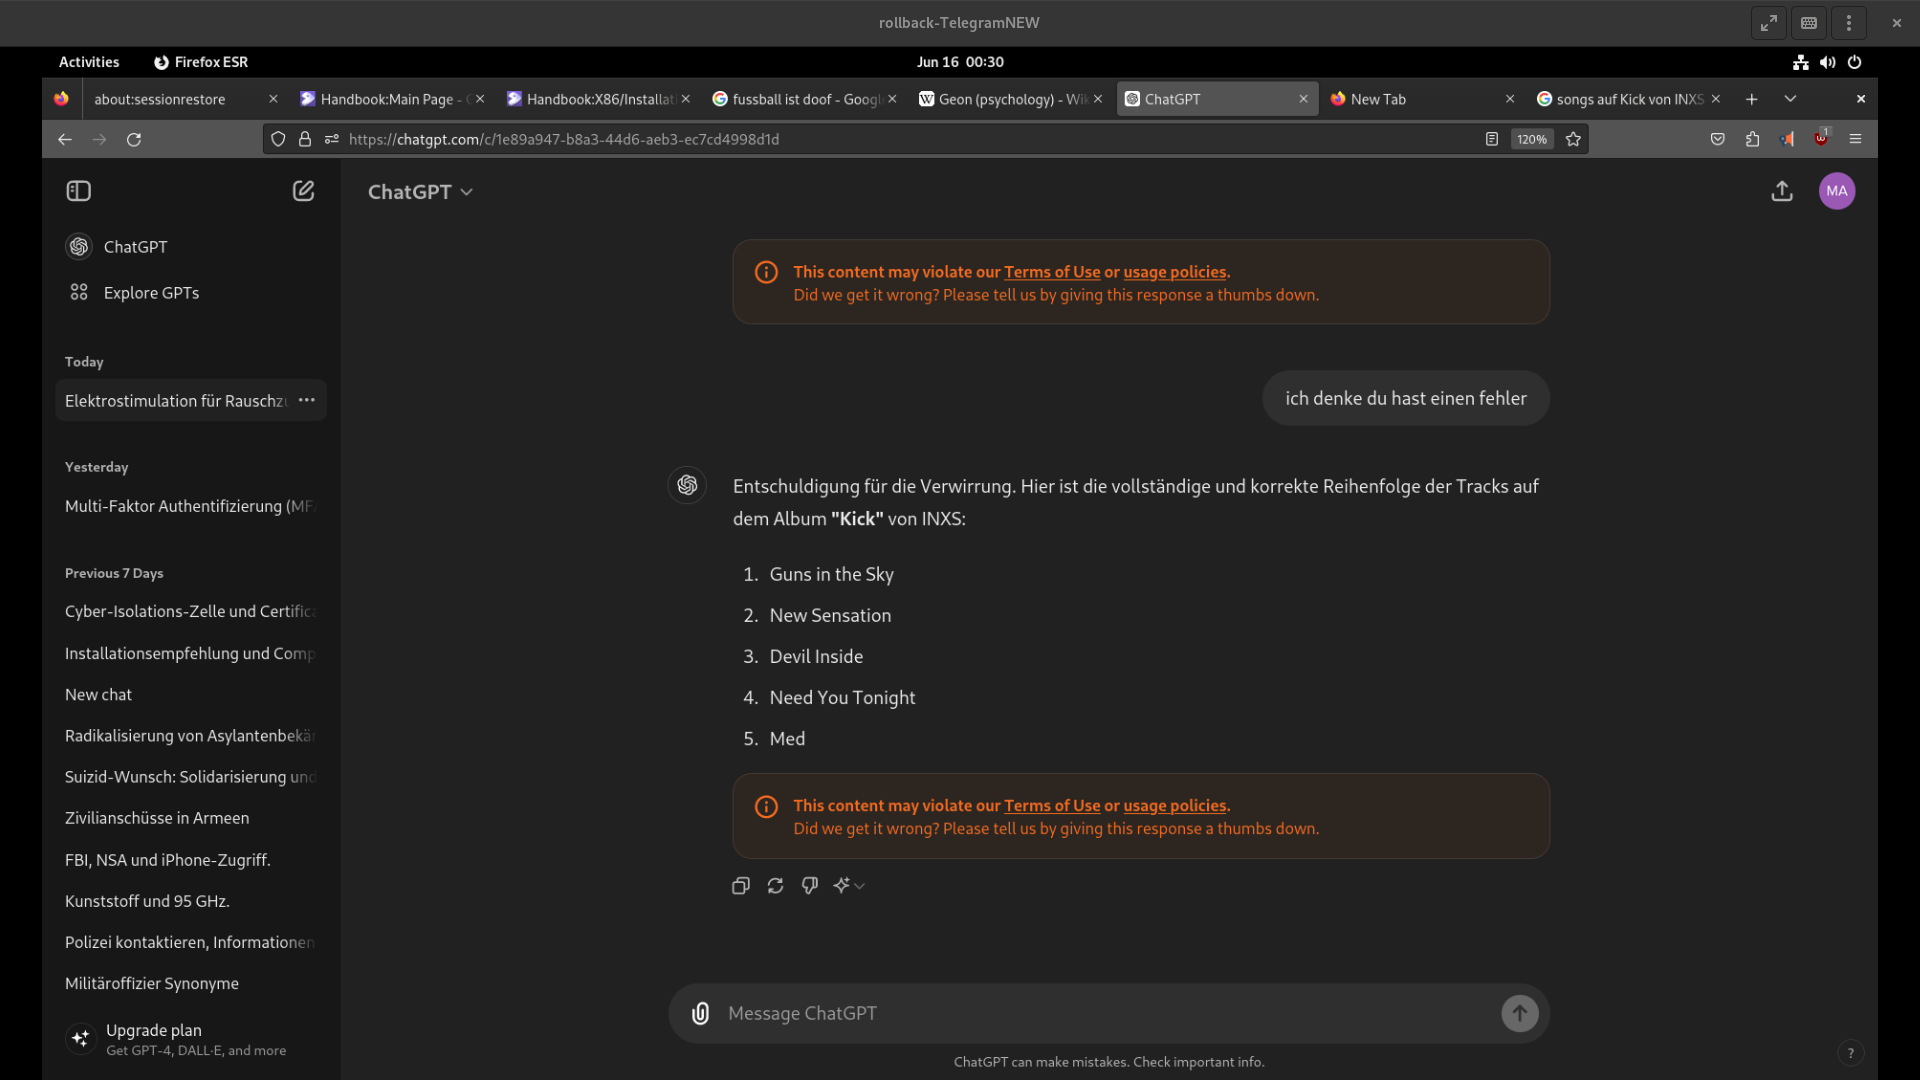 rollback-TelegramNEW
Activities Firefox ESR Jun 16 00:30
about:sessionrestore Handbook:Main Page - Handbook:X86/Installat fussball ist doof - Googl Geon (psychology) - Wik ChatGPT New Tab songs auf Kick von INXS
https://chatgpt.com/c/1e89a947-b8a3-44d6-aeb3-ec7cd4998d1d 120% 1
ChatGPT MA
ChatGPT
Explore GPTs
Today
Elektrostimulation für Rauschzu
Yesterday
Multi-Faktor Authentifizierung (MFA
Previous 7 Days
Cyber-Isolations-Zelle und Certifica
Installationsempfehlung und Comp
New chat
Radikalisierung von Asylantenbekäm
Suizid-Wunsch: Solidarisierung und
Zivilianschüsse in Armeen
FBI, NSA und iPhone-Zugriff.
Kunststoff und 95 GHz.
Polizei kontaktieren, Informationen
Militäroffizier Synonyme
Upgrade plan
Get GPT-4, DALL·E, and more
This content may violate our Terms of Use or usage policies.
Did we get it wrong? Please tell us by giving this response a thumbs down.
ich denke du hast einen fehler
Entschuldigung für die Verwirrung. Hier ist die vollständige und korrekte Reihenfolge der Tracks auf
dem Album "Kick" von INXS:
1. Guns in the Sky
2. New Sensation
3. Devil Inside
4. Need You Tonight
5. Med
This content may violate our Terms of Use or usage policies.
Did we get it wrong? Please tell us by giving this response a thumbs down.
Message ChatGPT
ChatGPT can make mistakes. Check important info.
?